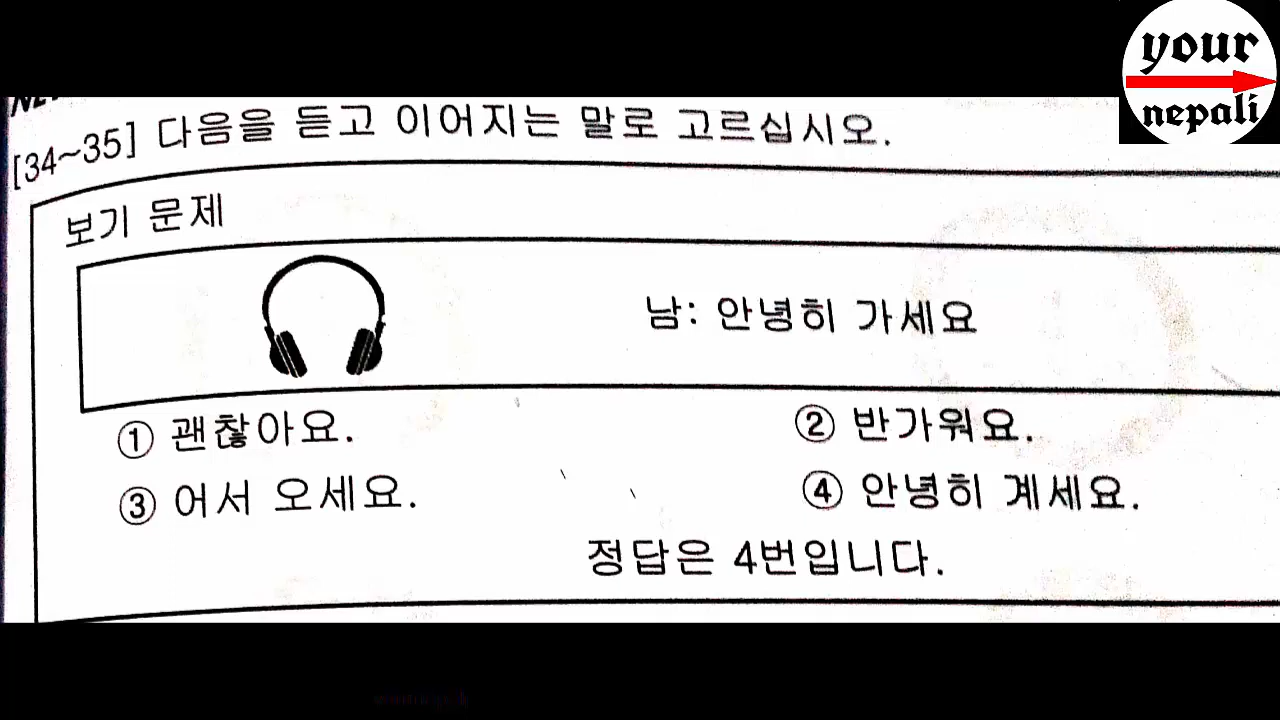 your
nepali
[34~35] 다음을 듣고 이어지는 말로 고르십시오.
보기 문제
남: 안녕히 가세요
① 괜찮아요.
② 반가워요.
③ 어서 오세요.
④ 안녕히 계세요.
정답은 4번입니다.